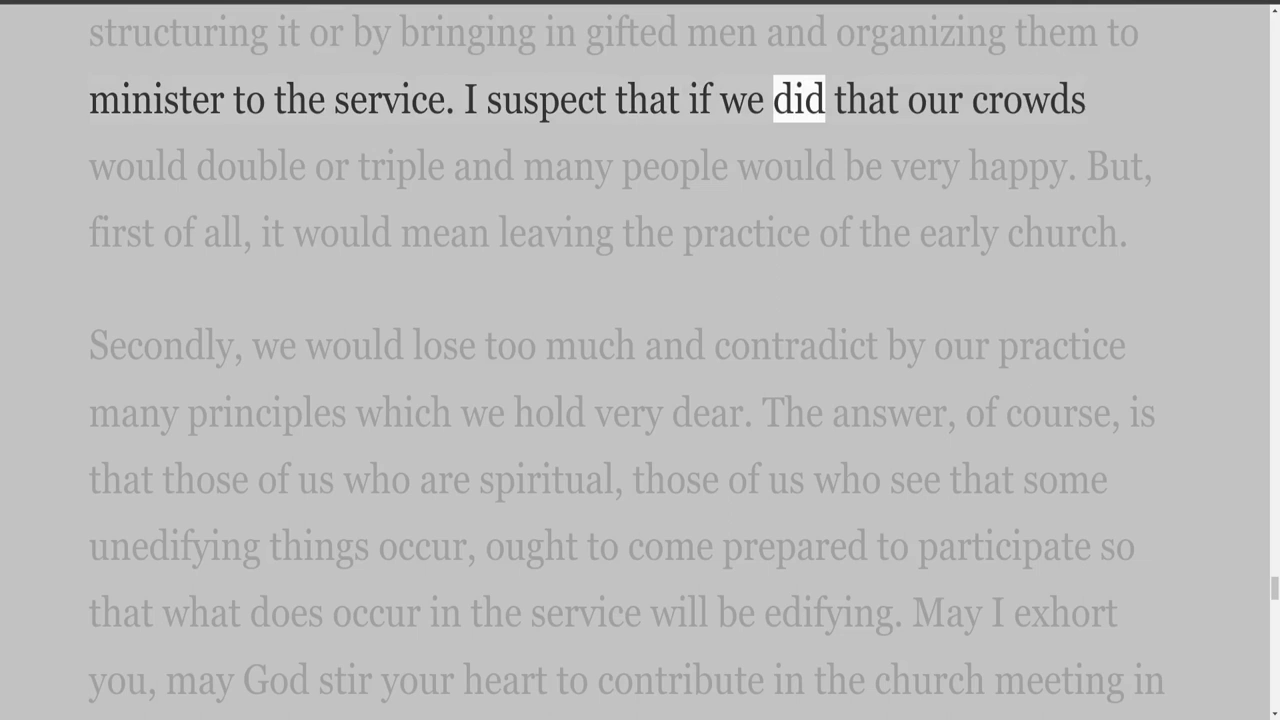 structuring it or by bringing in gifted men and organizing them to
minister to the service. I suspect that if we did that our crowds
would double or triple and many people would be very happy. But,
first of all, it would mean leaving the practice of the early church.
Secondly, we would lose too much and contradict by our practice
many principles which we hold very dear. The answer, of course, is
that those of us who are spiritual, those of us who see that some
unedifying things occur, ought to come prepared to participate so
that what does occur in the service will be edifying. May I exhort
you, may God stir your heart to contribute in the church meeting in